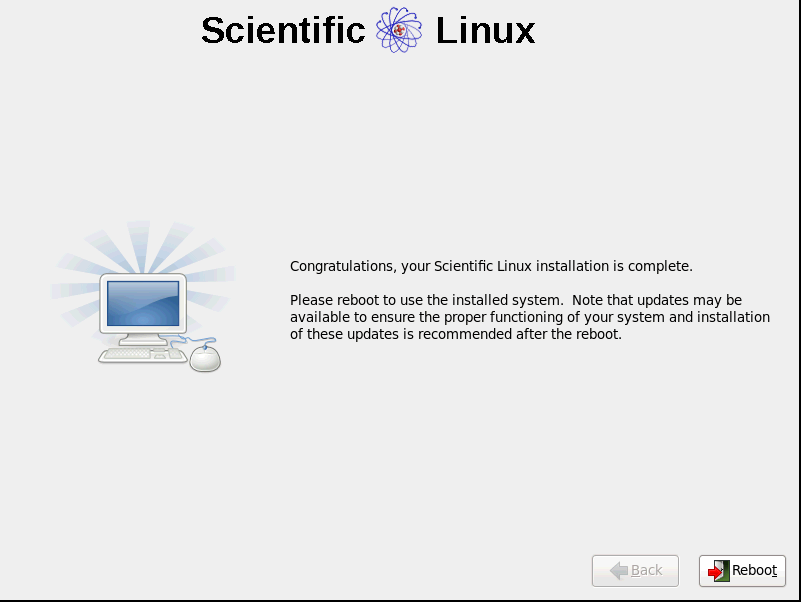 Scientific Linux
Congratulations, your Scientific Linux installation is complete.
Please reboot to use the installed system.  Note that updates may be
available to ensure the proper functioning of your system and installation
of these updates is recommended after the reboot.
Back
Reboot